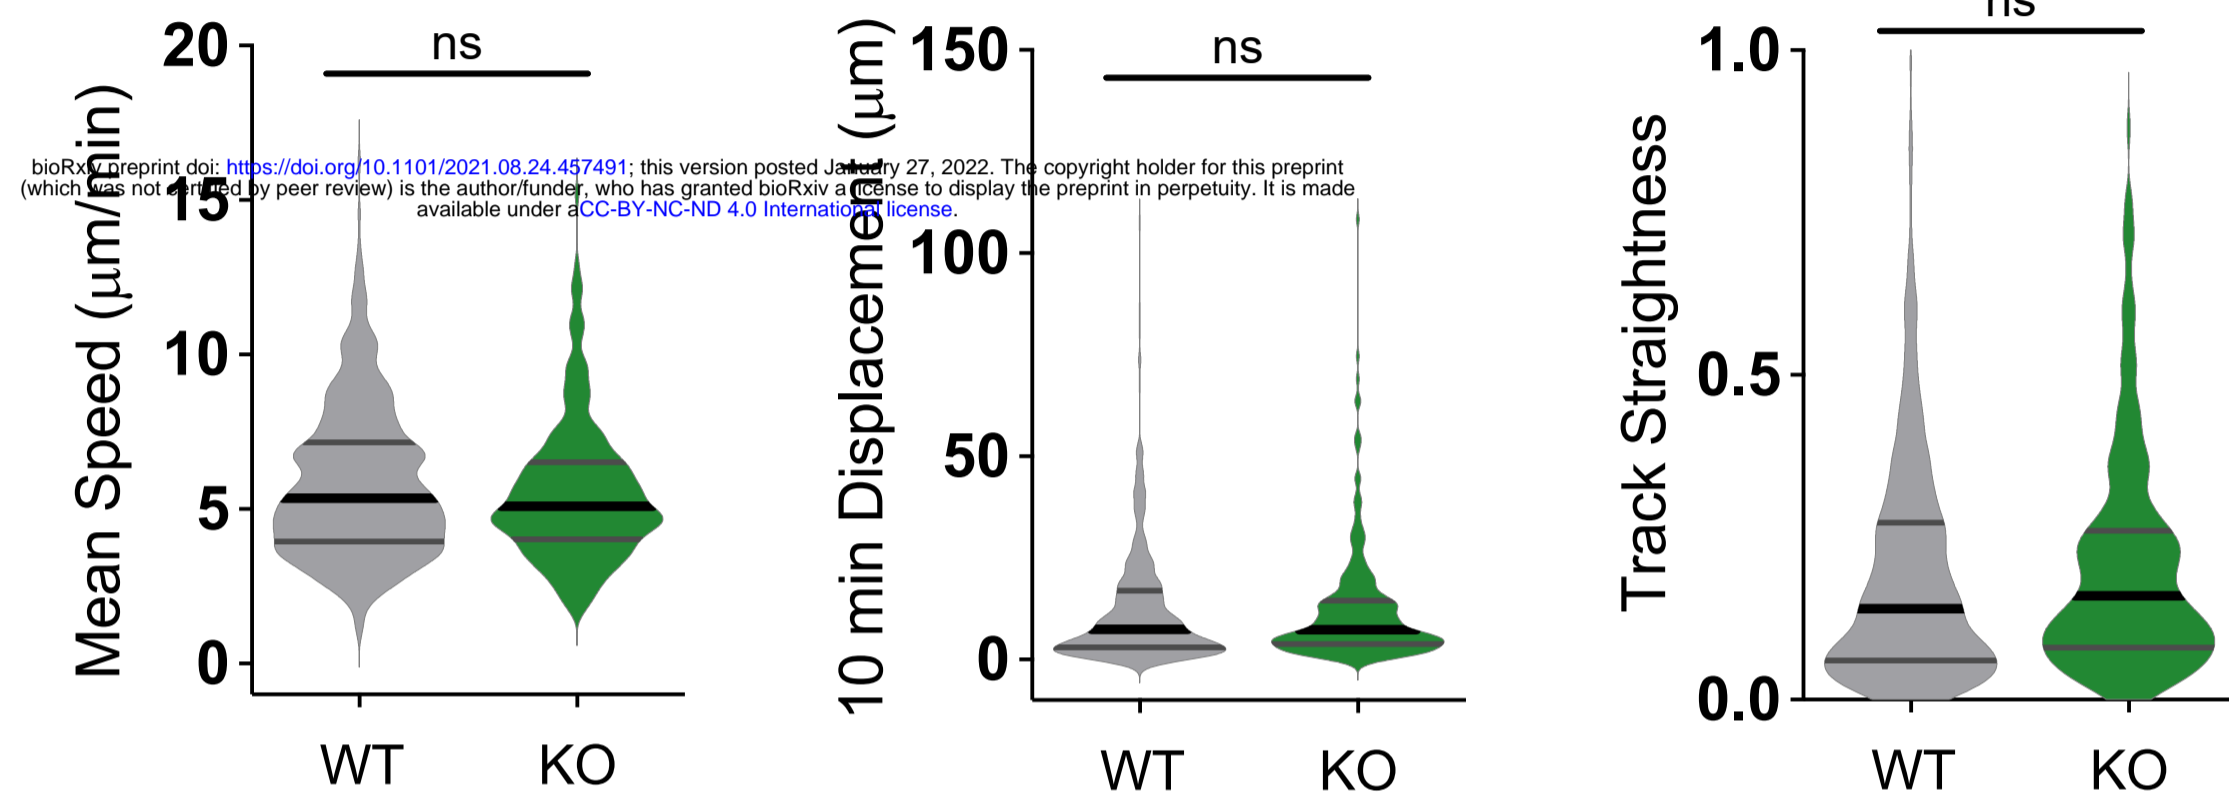 ns
20
15
10
5
0
Mean Speed (μm/min)
WT
KO
ns
150
100
50
0
10 min Displacement (μm)
WT
KO
ns
1.0
0.5
0.0
Track Straightness
WT
KO
bioRxiv preprint doi: https://doi.org/10.1101/2021.08.24.457491; this version posted January 27, 2022. The copyright holder for this preprint
(which was not certified by peer review) is the author/funder, who has granted bioRxiv a license to display the preprint in perpetuity. It is made
available under aCC-BY-NC-ND 4.0 International license.